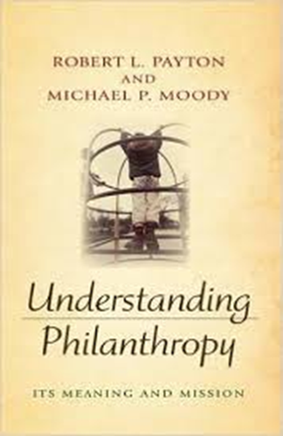 ROBERT L. PAYTON
AND
MICHAEL P. MOODY
Understanding
Philanthropy
ITS MEANING AND MISSION